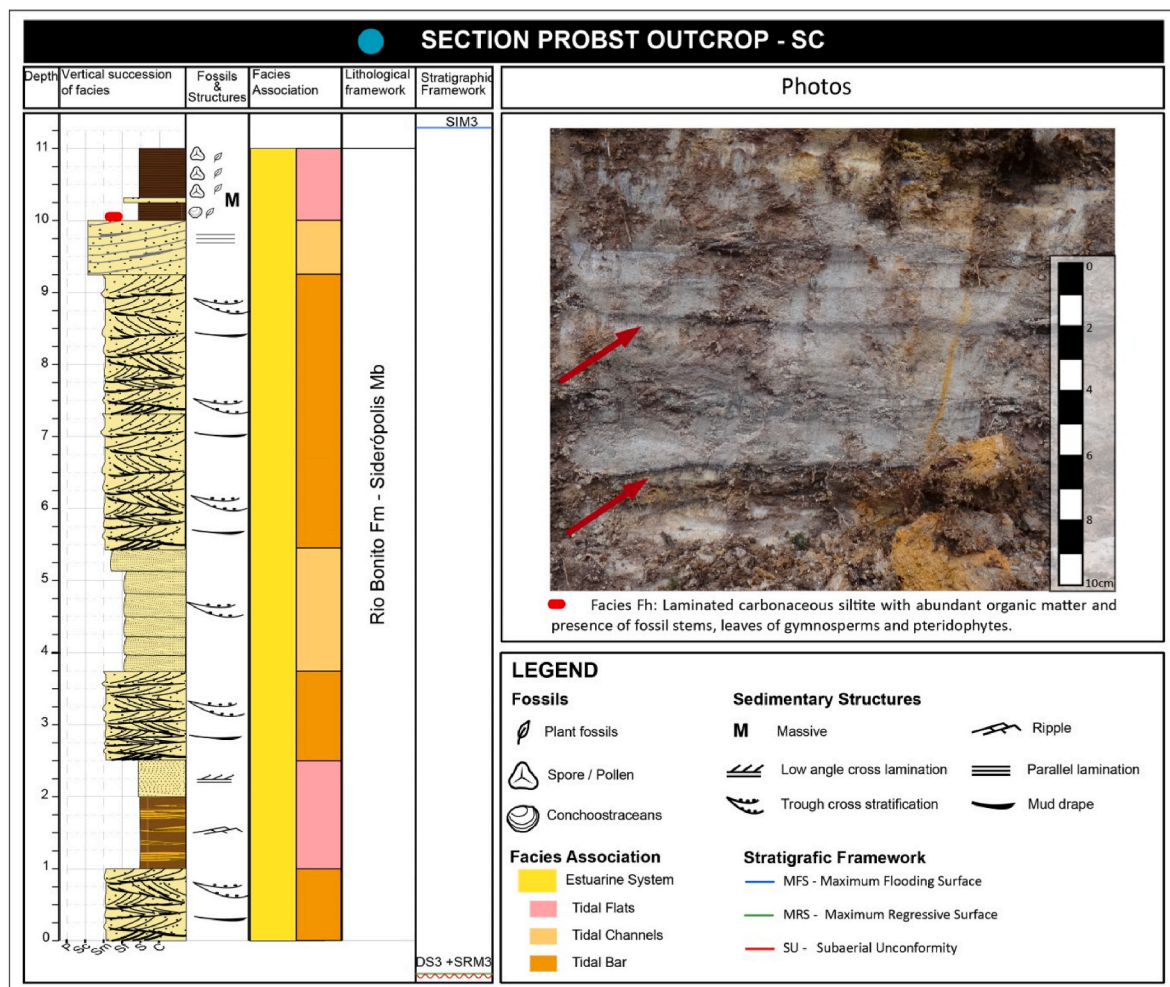 SECTION PROBST OUTCROP - SC
Depth
Vertical succession
of facies
Fossils
&
Structures
Facies
Association
Lithological
framework
Stratigraphic
Framework
Photos
SIM3
11
10
9
8
7
6
5
4
3
2
1
0
M
Rio Bonito Fm - Siderópolis Mb
P
Sc
Sm
Sf
S
C
DS3 +SRM3
0
2
4
6
8
10cm
Facies Fh: Laminated carbonaceous siltite with abundant organic matter and
presence of fossil stems, leaves of gymnosperms and pteridophytes.
LEGEND
Fossils
Plant fossils
Spore / Pollen
Conchoostraceans
Sedimentary Structures
M Massive
Ripple
Low angle cross lamination
Parallel lamination
Trough cross stratification
Mud drape
Facies Association
Estuarine System
Tidal Flats
Tidal Channels
Tidal Bar
Stratigrafic Framework
MFS - Maximum Flooding Surface
MRS - Maximum Regressive Surface
SU - Subaerial Unconformity